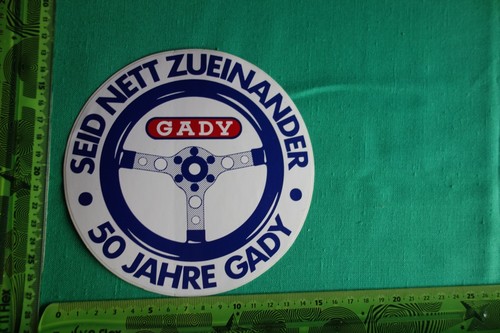 SEID NETT ZUEINANDER
GADY
50 JAHRE GADY